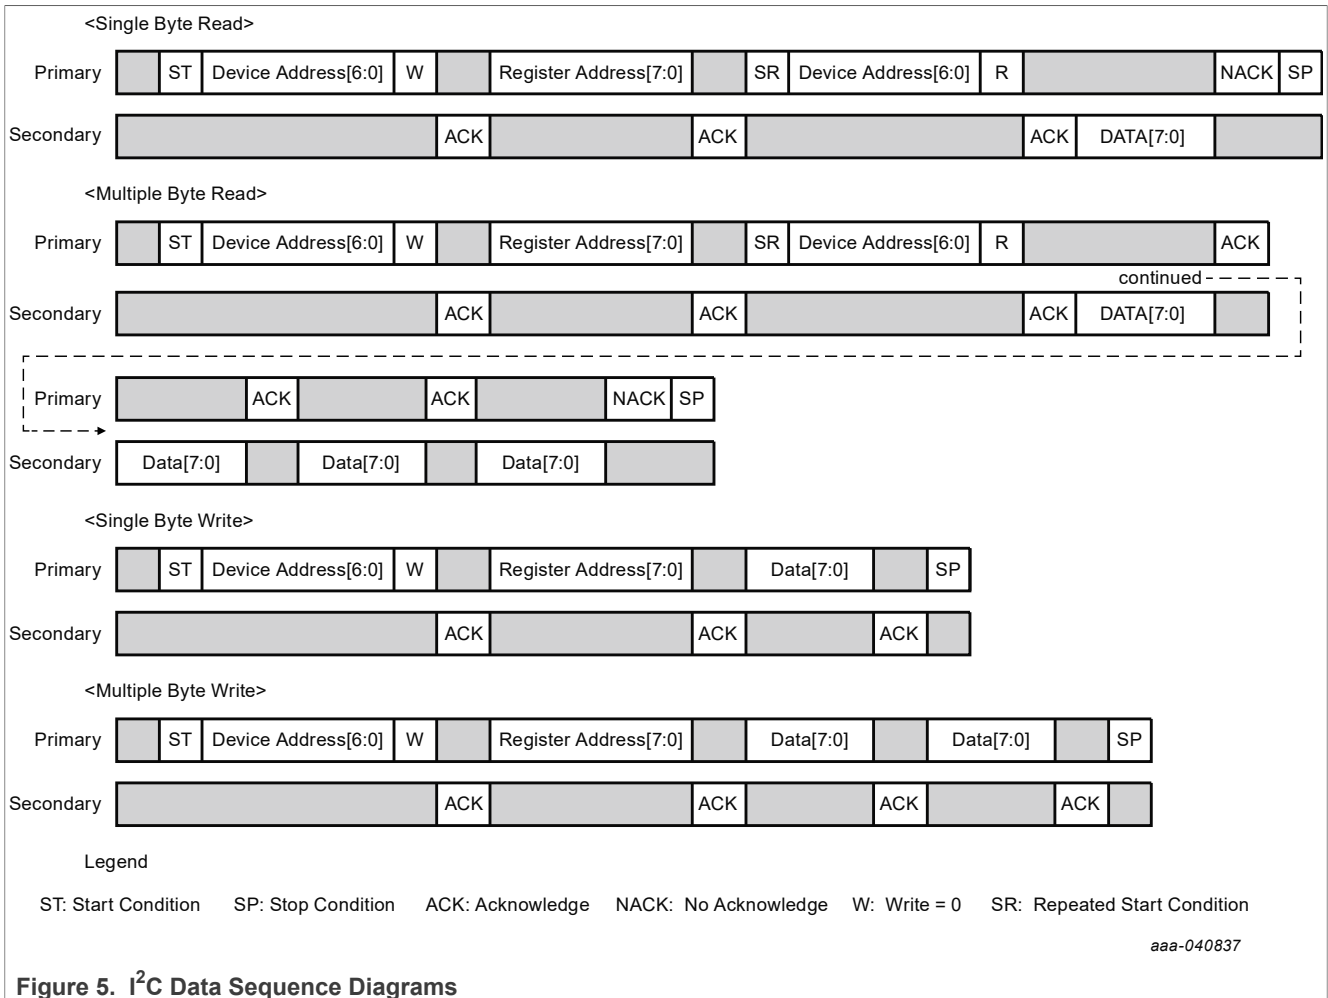 <Single Byte Read>
Primary ST Device Address[6:0] W Register Address[7:0] SR Device Address[6:0] R NACK SP
Secondary ACK ACK ACK DATA[7:0]
<Multiple Byte Read>
Primary ST Device Address[6:0] W Register Address[7:0] SR Device Address[6:0] R ACK
continued
Secondary ACK ACK ACK DATA[7:0]
Primary ACK ACK NACK SP
Secondary Data[7:0] Data[7:0] Data[7:0]
<Single Byte Write>
Primary ST Device Address[6:0] W Register Address[7:0] Data[7:0] SP
Secondary ACK ACK ACK
<Multiple Byte Write>
Primary ST Device Address[6:0] W Register Address[7:0] Data[7:0] Data[7:0] SP
Secondary ACK ACK ACK ACK
Legend
ST: Start Condition SP: Stop Condition ACK: Acknowledge NACK: No Acknowledge W: Write = 0 SR: Repeated Start Condition
aaa-040837
Figure 5. I²C Data Sequence Diagrams